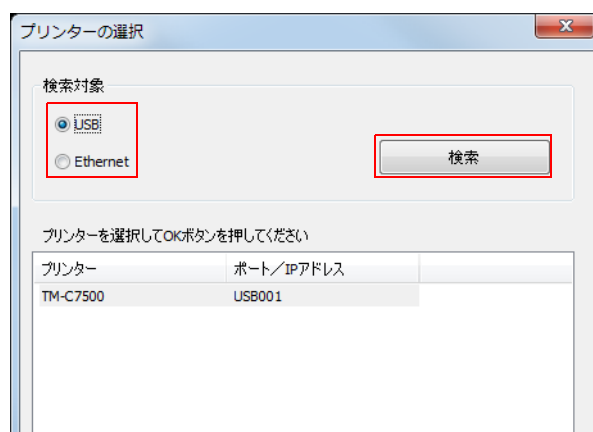 プリンターの選択
検索対象
USB
Ethernet
検索
プリンターを選択してOKボタンを押してください
プリンター ポート／IPアドレス
TM-C7500 USB001